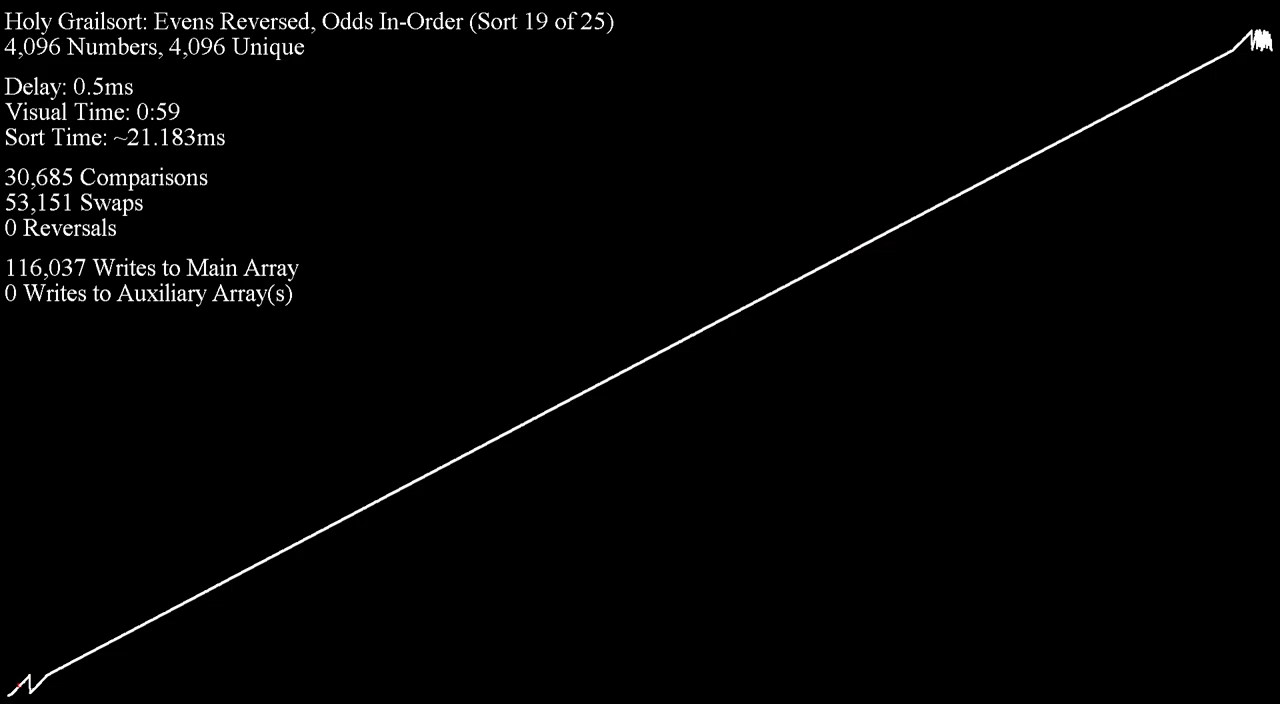 Holy Grailsort: Evens Reversed, Odds In-Order (Sort 19 of 25)
4,096 Numbers, 4,096 Unique
Delay: 0.5ms
Visual Time: 0:59
Sort Time: ~21.183ms
30,685 Comparisons
53,151 Swaps
0 Reversals
116,037 Writes to Main Array
0 Writes to Auxiliary Array(s)